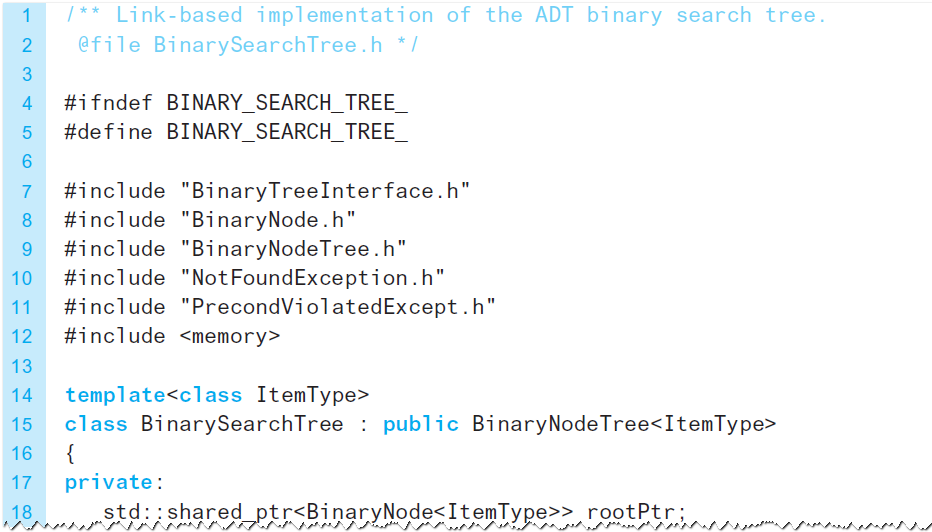 1 /** Link-based implementation of the ADT binary search tree.
2 @file BinarySearchTree.h */
3
4 #ifndef BINARY_SEARCH_TREE_
5 #define BINARY_SEARCH_TREE_
6
7 #include "BinaryTreeInterface.h"
8 #include "BinaryNode.h"
9 #include "BinaryNodeTree.h"
10 #include "NotFoundException.h"
11 #include "PrecondViolatedExcept.h"
12 #include <memory>
13
14 template<class ItemType>
15 class BinarySearchTree : public BinaryNodeTree<ItemType>
16 {
17 private:
18 std::shared_ptr<BinaryNode<ItemType>> rootPtr;